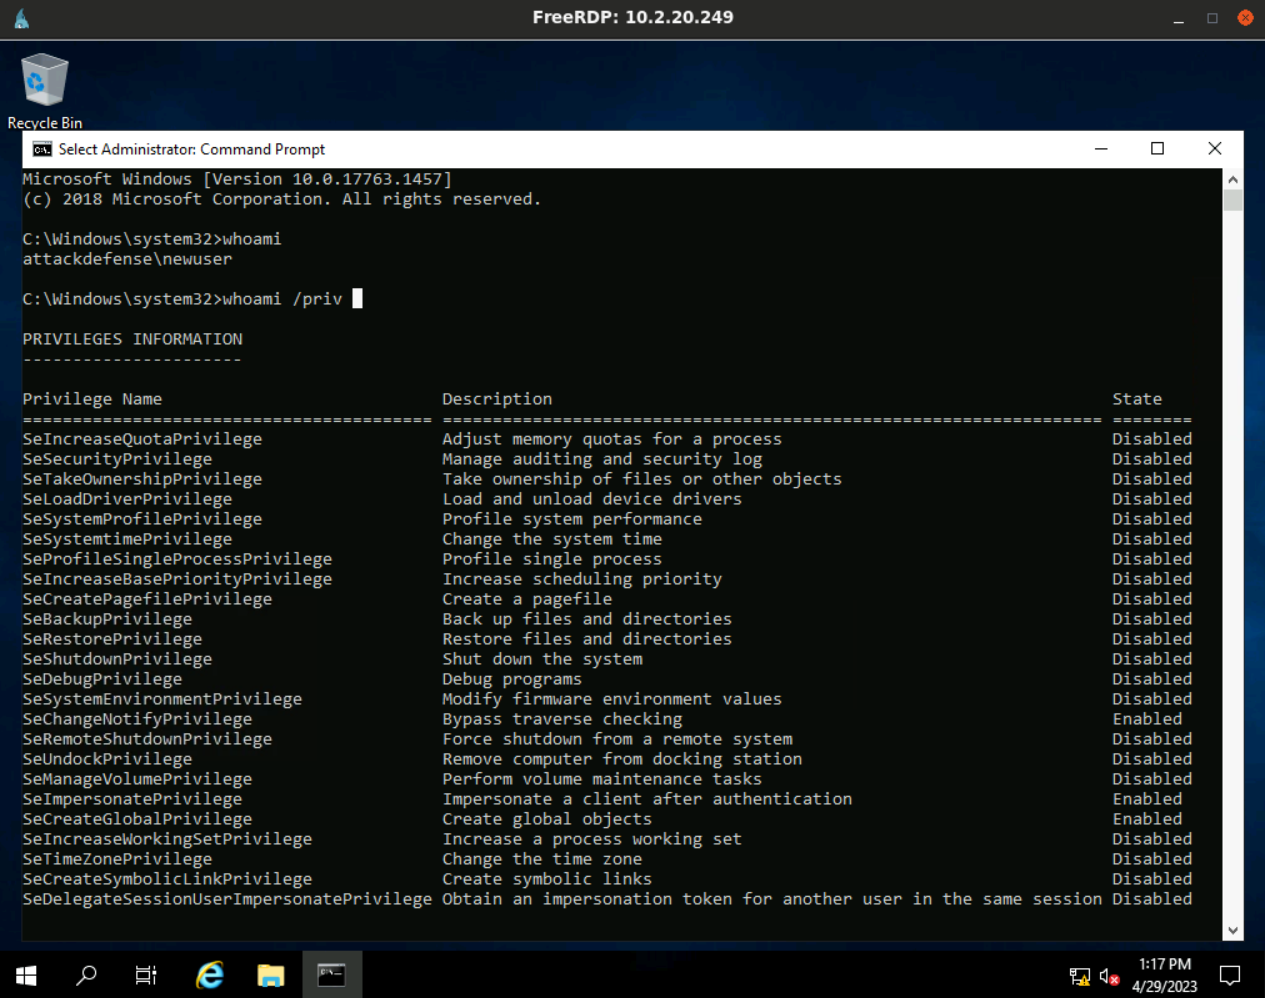 FreeRDP: 10.2.20.249
Recycle Bin
Select Administrator: Command Prompt
Microsoft Windows [Version 10.0.17763.1457]
(c) 2018 Microsoft Corporation. All rights reserved.
C:\Windows\system32>whoami
attackdefense\newuser
C:\Windows\system32>whoami /priv
PRIVILEGES INFORMATION
----------------------
Privilege Name Description State
========================================= ================================================================== ========
SeIncreaseQuotaPrivilege Adjust memory quotas for a process Disabled
SeSecurityPrivilege Manage auditing and security log Disabled
SeTakeOwnershipPrivilege Take ownership of files or other objects Disabled
SeLoadDriverPrivilege Load and unload device drivers Disabled
SeSystemProfilePrivilege Profile system performance Disabled
SeSystemtimePrivilege Change the system time Disabled
SeProfileSingleProcessPrivilege Profile single process Disabled
SeIncreaseBasePriorityPrivilege Increase scheduling priority Disabled
SeCreatePagefilePrivilege Create a pagefile Disabled
SeBackupPrivilege Back up files and directories Disabled
SeRestorePrivilege Restore files and directories Disabled
SeShutdownPrivilege Shut down the system Disabled
SeDebugPrivilege Debug programs Disabled
SeSystemEnvironmentPrivilege Modify firmware environment values Disabled
SeChangeNotifyPrivilege Bypass traverse checking Enabled
SeRemoteShutdownPrivilege Force shutdown from a remote system Disabled
SeUndockPrivilege Remove computer from docking station Disabled
SeManageVolumePrivilege Perform volume maintenance tasks Disabled
SeImpersonatePrivilege Impersonate a client after authentication Enabled
SeCreateGlobalPrivilege Create global objects Enabled
SeIncreaseWorkingSetPrivilege Increase a process working set Disabled
SeTimeZonePrivilege Change the time zone Disabled
SeCreateSymbolicLinkPrivilege Create symbolic links Disabled
SeDelegateSessionUserImpersonatePrivilege Obtain an impersonation token for another user in the same session Disabled
1:17 PM
4/29/2023